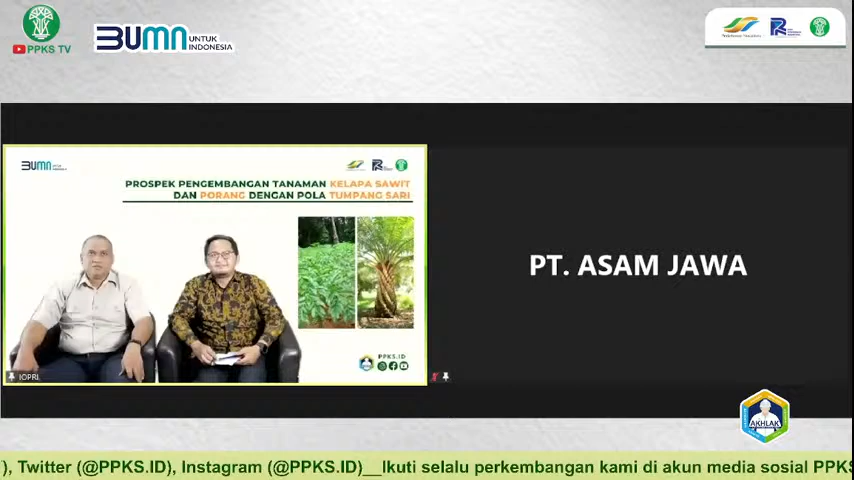 PPKS TV
BUMN UNTUK INDONESIA
BUMN
PROSPEK PENGEMBANGAN TANAMAN KELAPA SAWIT
DAN PORANG DENGAN POLA TUMPANG SARI
PPKS.ID
IOPRI
PT. ASAM JAWA
AKHLAK
), Twitter (@PPKS.ID), Instagram (@PPKS.ID)__Ikuti selalu perkembangan kami di akun media sosial PPKS